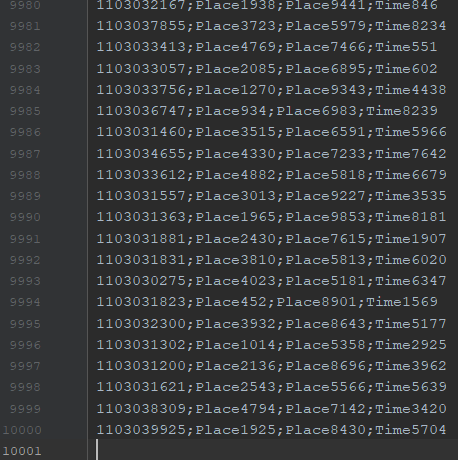 9980 1103032167;Place1938;Place9441;Time846
9981 1103037855;Place3723;Place5979;Time8234
9982 1103033413;Place4769;Place7466;Time551
9983 1103033057;Place2085;Place6895;Time602
9984 1103033756;Place1270;Place9343;Time4438
9985 1103036747;Place934;Place6983;Time8239
9986 1103031460;Place3515;Place6591;Time5966
9987 1103034655;Place4330;Place7233;Time7642
9988 1103033612;Place4882;Place5818;Time6679
9989 1103031557;Place3013;Place9227;Time3535
9990 1103031363;Place1965;Place9853;Time8181
9991 1103031881;Place2430;Place7615;Time1907
9992 1103031831;Place3810;Place5813;Time6020
9993 1103030275;Place4023;Place5181;Time6347
9994 1103031823;Place452;Place8901;Time1569
9995 1103032300;Place3932;Place8643;Time5177
9996 1103031302;Place1014;Place5358;Time2925
9997 1103031200;Place2136;Place8696;Time3962
9998 1103031621;Place2543;Place5566;Time5639
9999 1103038309;Place4794;Place7142;Time3420
10000 1103039925;Place1925;Place8430;Time5704
10001